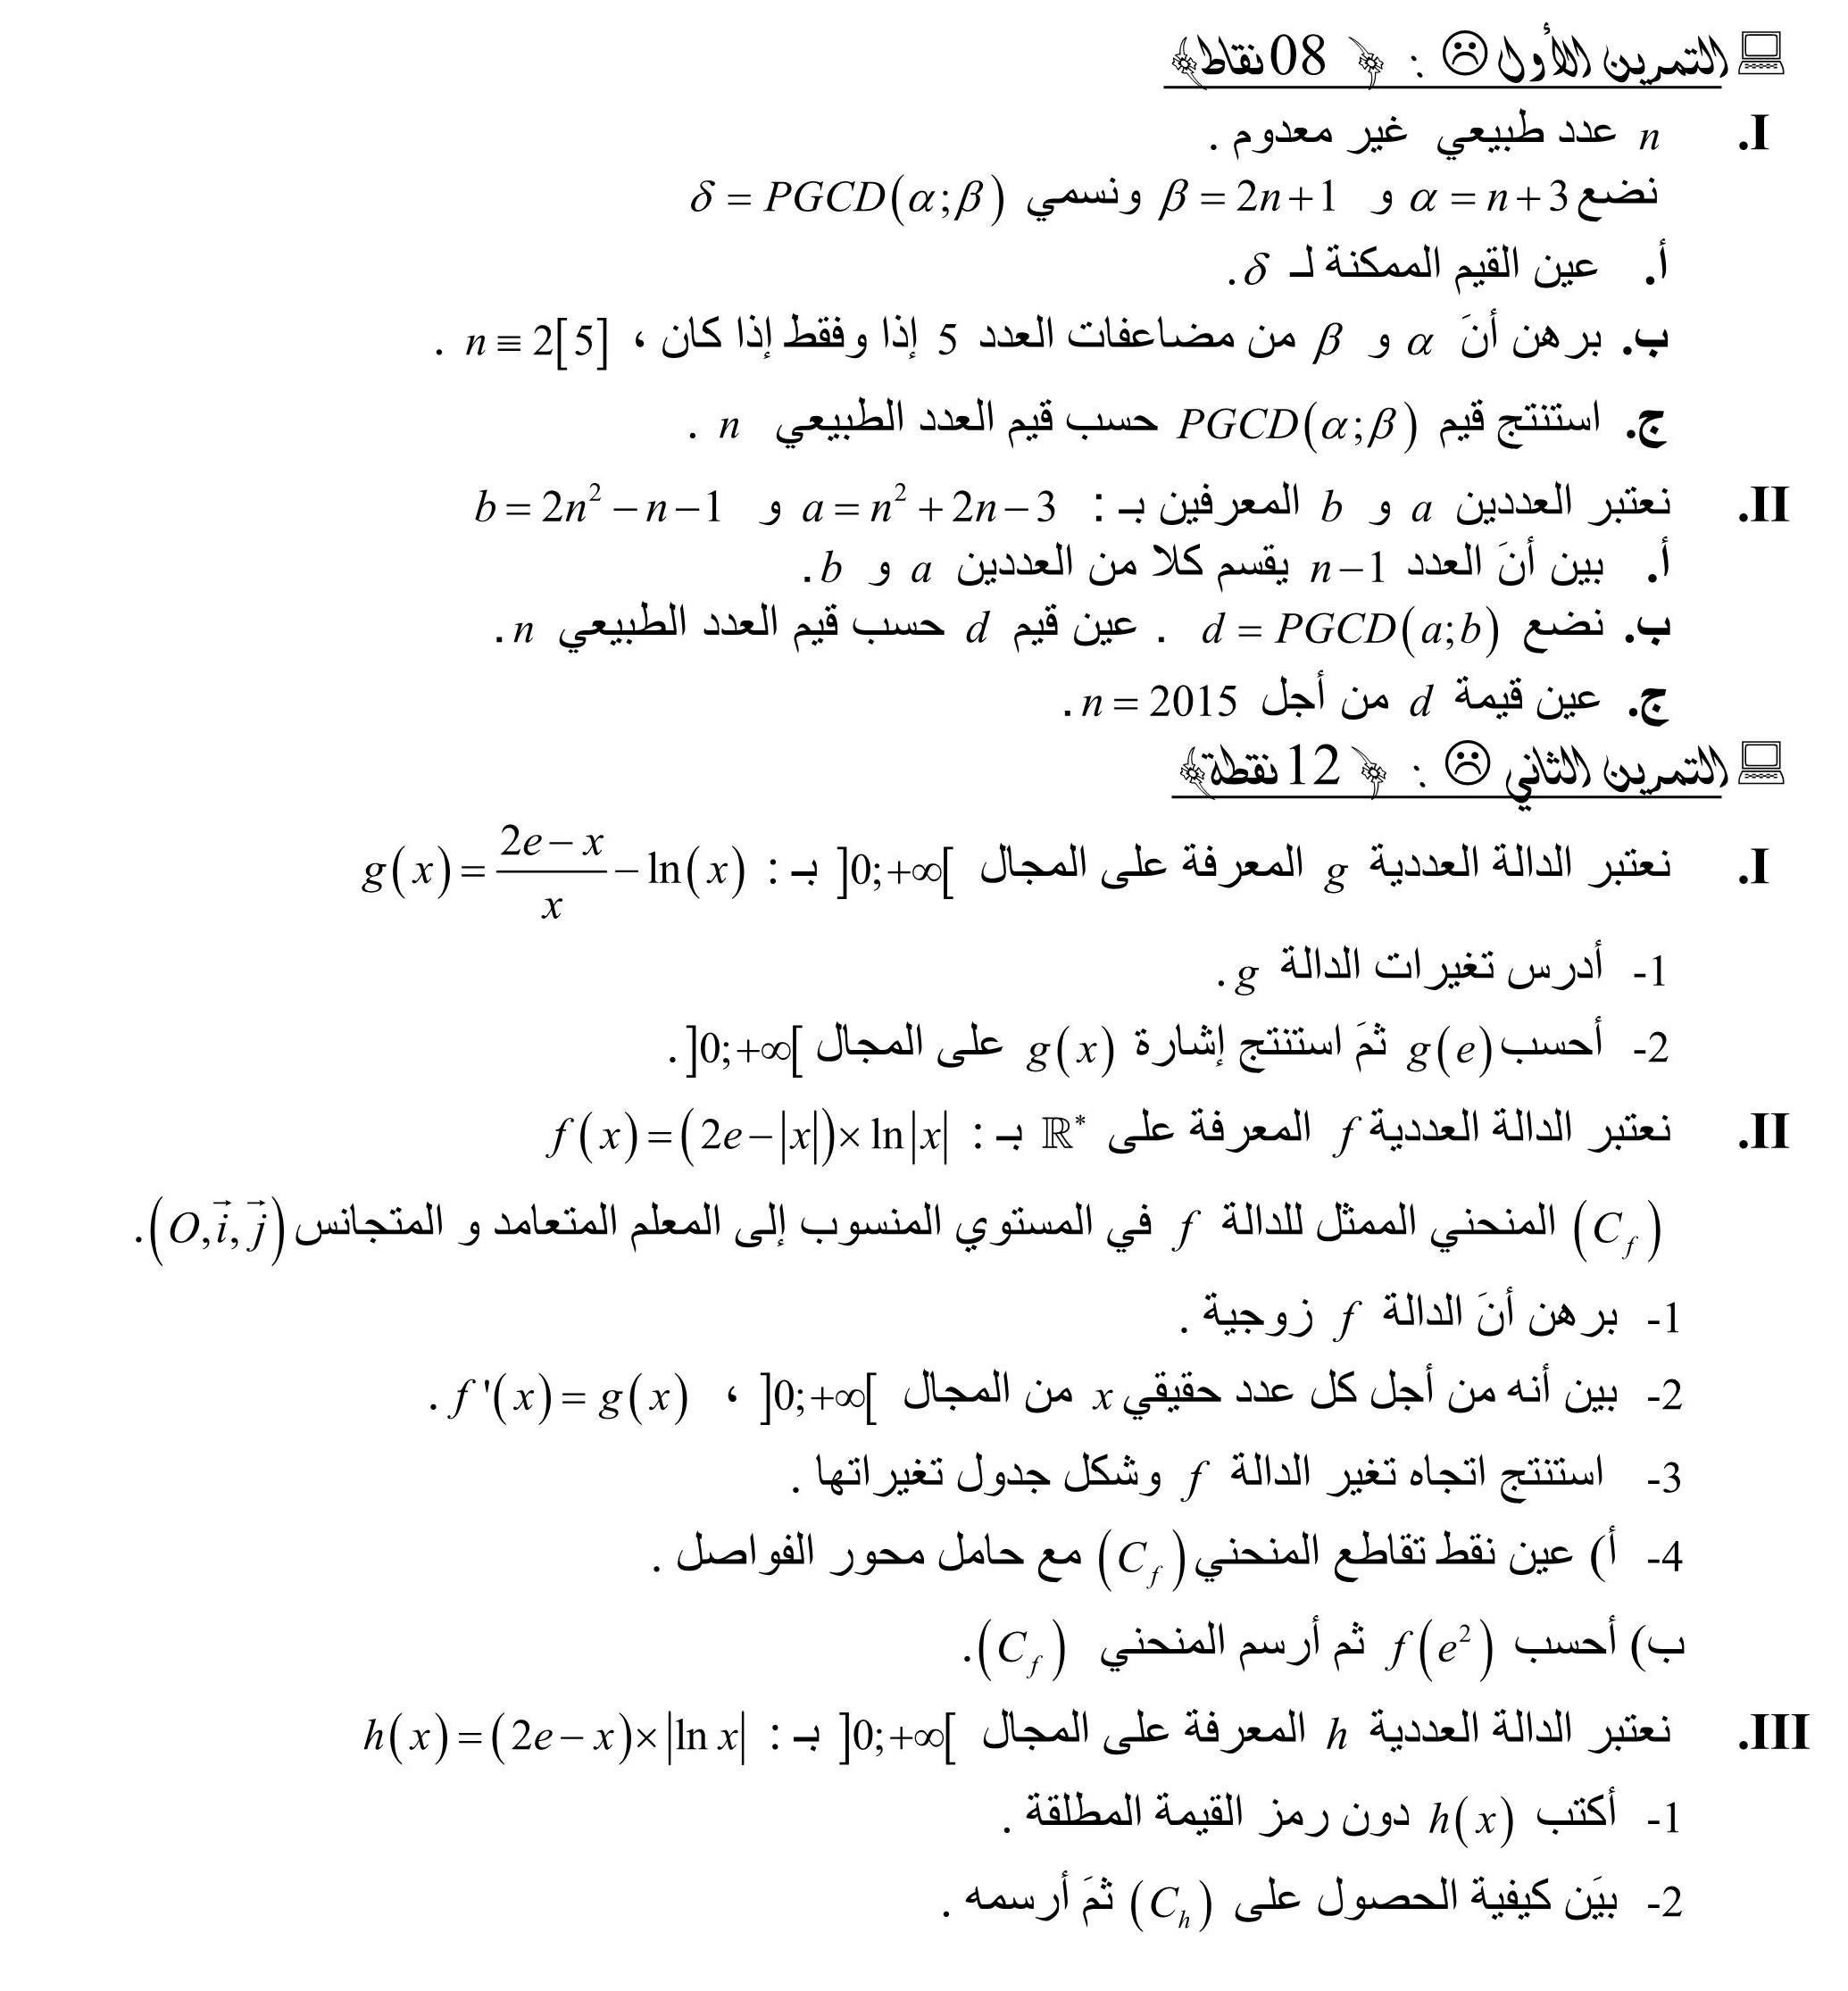 التمرين الأول ☹ : ﴿ 08 نقاط﴾
I. n عدد طبيعي غير معدوم .
نضع α = n + 3 و β = 2n + 1 ونسمي δ = PGCD(α;β)
أ. عين القيم الممكنة لـ δ.
ب. برهن أنَ α و β من مضاعفات العدد 5 إذا وفقط إذا كان ، n ≡ 2[5] .
ج. استنتج قيم PGCD(α;β) حسب قيم العدد الطبيعي n .
II. نعتبر العددين a و b المعرفين بـ : a = n² + 2n − 3 و b = 2n² − n − 1
أ. بين أنَ العدد n − 1 يقسم كلا من العددين a و b.
ب. نضع d = PGCD(a;b) . عين قيم d حسب قيم العدد الطبيعي n.
ج. عين قيمة d من أجل n = 2015.
التمرين الثاني ☹ : ﴿ 12 نقطة﴾
I. نعتبر الدالة العددية g المعرفة على المجال ]0;+∞[ بـ : g(x) = (2e − x)/x − ln(x)
1- أدرس تغيرات الدالة g.
2- أحسب g(e) ثمَ استنتج إشارة g(x) على المجال ]0;+∞[.
II. نعتبر الدالة العددية f المعرفة على ℝ* بـ : f(x) = (2e − |x|) × ln|x|
(C_f) المنحني الممثل للدالة f في المستوي المنسوب إلى المعلم المتعامد و المتجانس (O,i⃗,j⃗).
1- برهن أنَ الدالة f زوجية .
2- بين أنه من أجل كل عدد حقيقي x من المجال ]0;+∞[ ، f'(x) = g(x) .
3- استنتج اتجاه تغير الدالة f وشكل جدول تغيراتها .
4- أ) عين نقط تقاطع المنحني (C_f) مع حامل محور الفواصل .
ب) أحسب f(e²) ثم أرسم المنحني (C_f).
III. نعتبر الدالة العددية h المعرفة على المجال ]0;+∞[ بـ : h(x) = (2e − x) × |ln x|
1- أكتب h(x) دون رمز القيمة المطلقة .
2- بيَن كيفية الحصول على (C_h) ثمَ أرسمه .